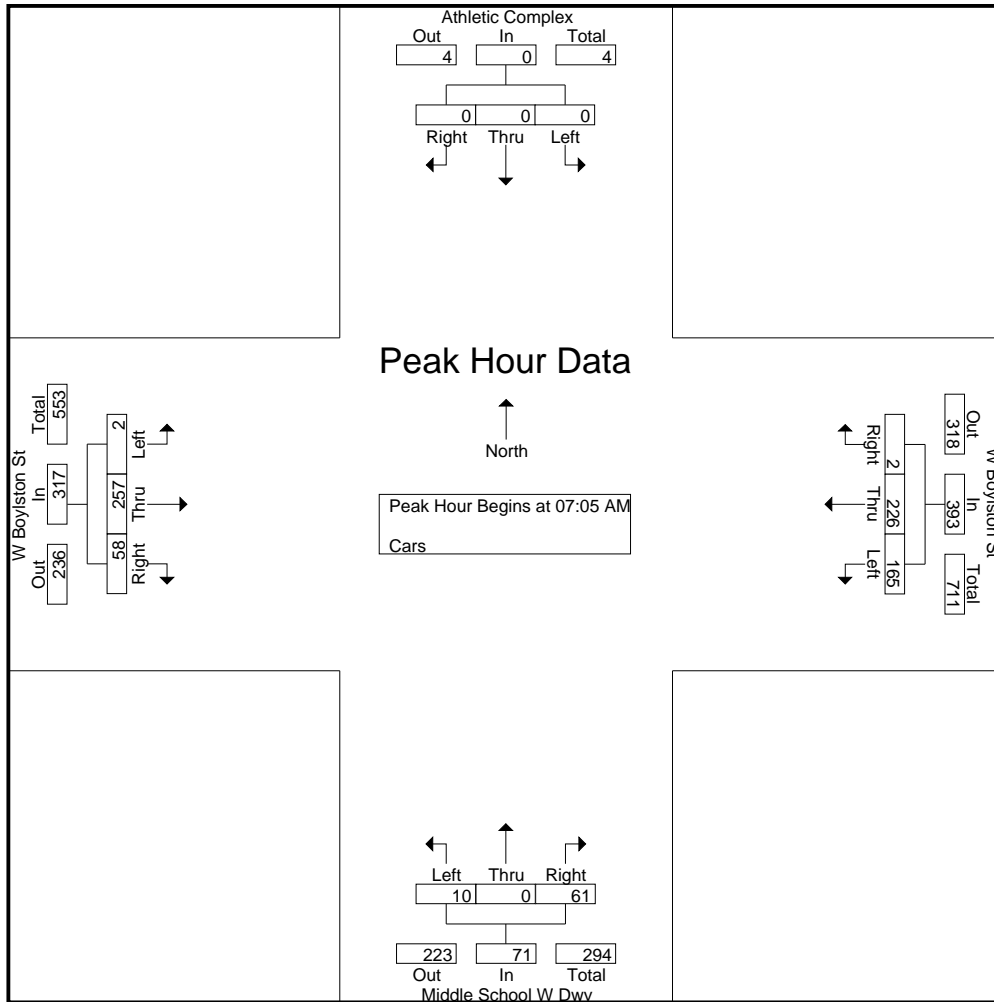 Athletic Complex
Out In Total
4 0 4
0 0 0
Right Thru Left
Peak Hour Data
North
Peak Hour Begins at 07:05 AM
Cars
W Boylston St
Total In Out
553 317 236
2 257 58
Left Thru Right
W Boylston St
Out In Total
318 393 711
2 226 165
Right Thru Left
Left Thru Right
10 0 61
223 71 294
Out In Total
Middle School W Dwy